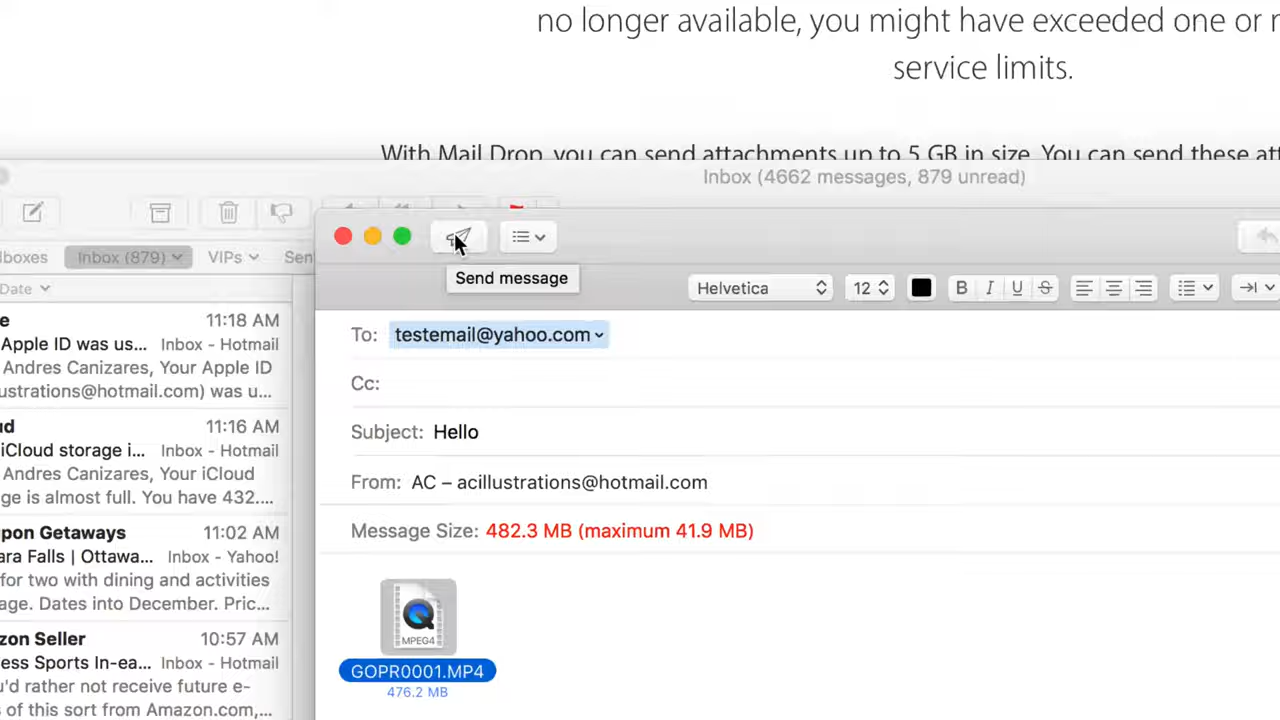 no longer available, you might have exceeded one or
service limits.
With Mail Drop, you can send attachments up to 5 GB in size. You can send these
Inbox (4662 messages, 879 unread)
Inbox (879)
VIPs
Send message
Helvetica
12
B I U S
Date
11:18 AM
Apple ID was us... Inbox - Hotmail
Andres Canizares, Your Apple ID
ustrations@hotmail.com) was u...
11:16 AM
iCloud storage i... Inbox - Hotmail
Andres Canizares, Your iCloud
ge is almost full. You have 432....
upon Getaways 11:02 AM
ara Falls | Ottawa... Inbox - Yahoo!
for two with dining and activities
age. Dates into December. Pric...
zon Seller 10:57 AM
ess Sports In-ea... Inbox - Hotmail
u'd rather not receive future e-
s of this sort from Amazon.com,...
To: testemail@yahoo.com
Cc:
Subject: Hello
From: AC – acillustrations@hotmail.com
Message Size: 482.3 MB (maximum 41.9 MB)
MPEG4
GOPR0001.MP4
476.2 MB